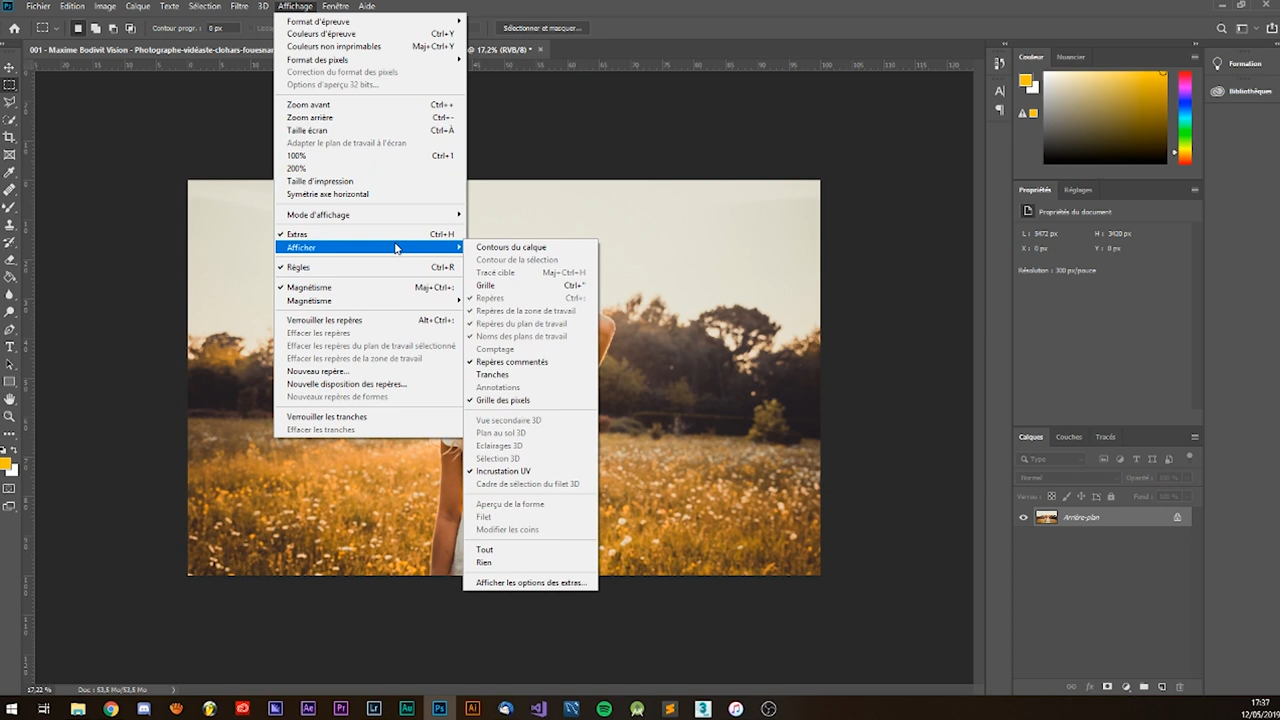 Fichier Edition Image Calque Texte Sélection Filtre 3D Affichage Fenêtre Aide
Contour progr. : 0 px
Sélectionner et masquer...
001 - Maxime Bodivit Vision - Photographe-vidéaste-clohars-fouesnan
@ 17,2% (RVB/8) *
Format d'épreuve
Couleurs d'épreuve Ctrl+Y
Couleurs non imprimables Maj+Ctrl+Y
Format des pixels
Correction du format des pixels
Options d'aperçu 32 bits...
Zoom avant Ctrl++
Zoom arrière Ctrl+-
Taille écran Ctrl+À
Adapter le plan de travail à l'écran
100% Ctrl+1
200%
Taille d'impression
Symétrie axe horizontal
Mode d'affichage
Extras Ctrl+H
Afficher
Règles Ctrl+R
Magnétisme Maj+Ctrl+:
Magnétisme
Verrouiller les repères Alt+Ctrl+:
Effacer les repères
Effacer les repères du plan de travail sélectionné
Effacer les repères de la zone de travail
Nouveau repère...
Nouvelle disposition des repères...
Nouveaux repères de formes
Verrouiller les tranches
Effacer les tranches
Contours du calque
Contour de la sélection
Tracé cible Maj+Ctrl+H
Grille Ctrl+"
Repères Ctrl+:
Repères de la zone de travail
Repères du plan de travail
Noms des plans de travail
Comptage
Repères commentés
Tranches
Annotations
Grille des pixels
Vue secondaire 3D
Plan au sol 3D
Eclairages 3D
Sélection 3D
Incrustation UV
Cadre de sélection du filet 3D
Aperçu de la forme
Filet
Modifier les coins
Tout
Rien
Afficher les options des extras...
Couleur Nuancier
Formation
Bibliothèques
Propriétés Réglages
Propriétés du document
L : 5472 px H : 3420 px
X : 0 px Y : 0 px
Résolution : 300 px/pouce
Calques Couches Tracés
Type
Normal Opacité : 100 %
Verrou : Fond : 100 %
Arrière-plan
17,22 % Doc : 53,5 Mo/53,5 Mo
17:37
12/05/2019